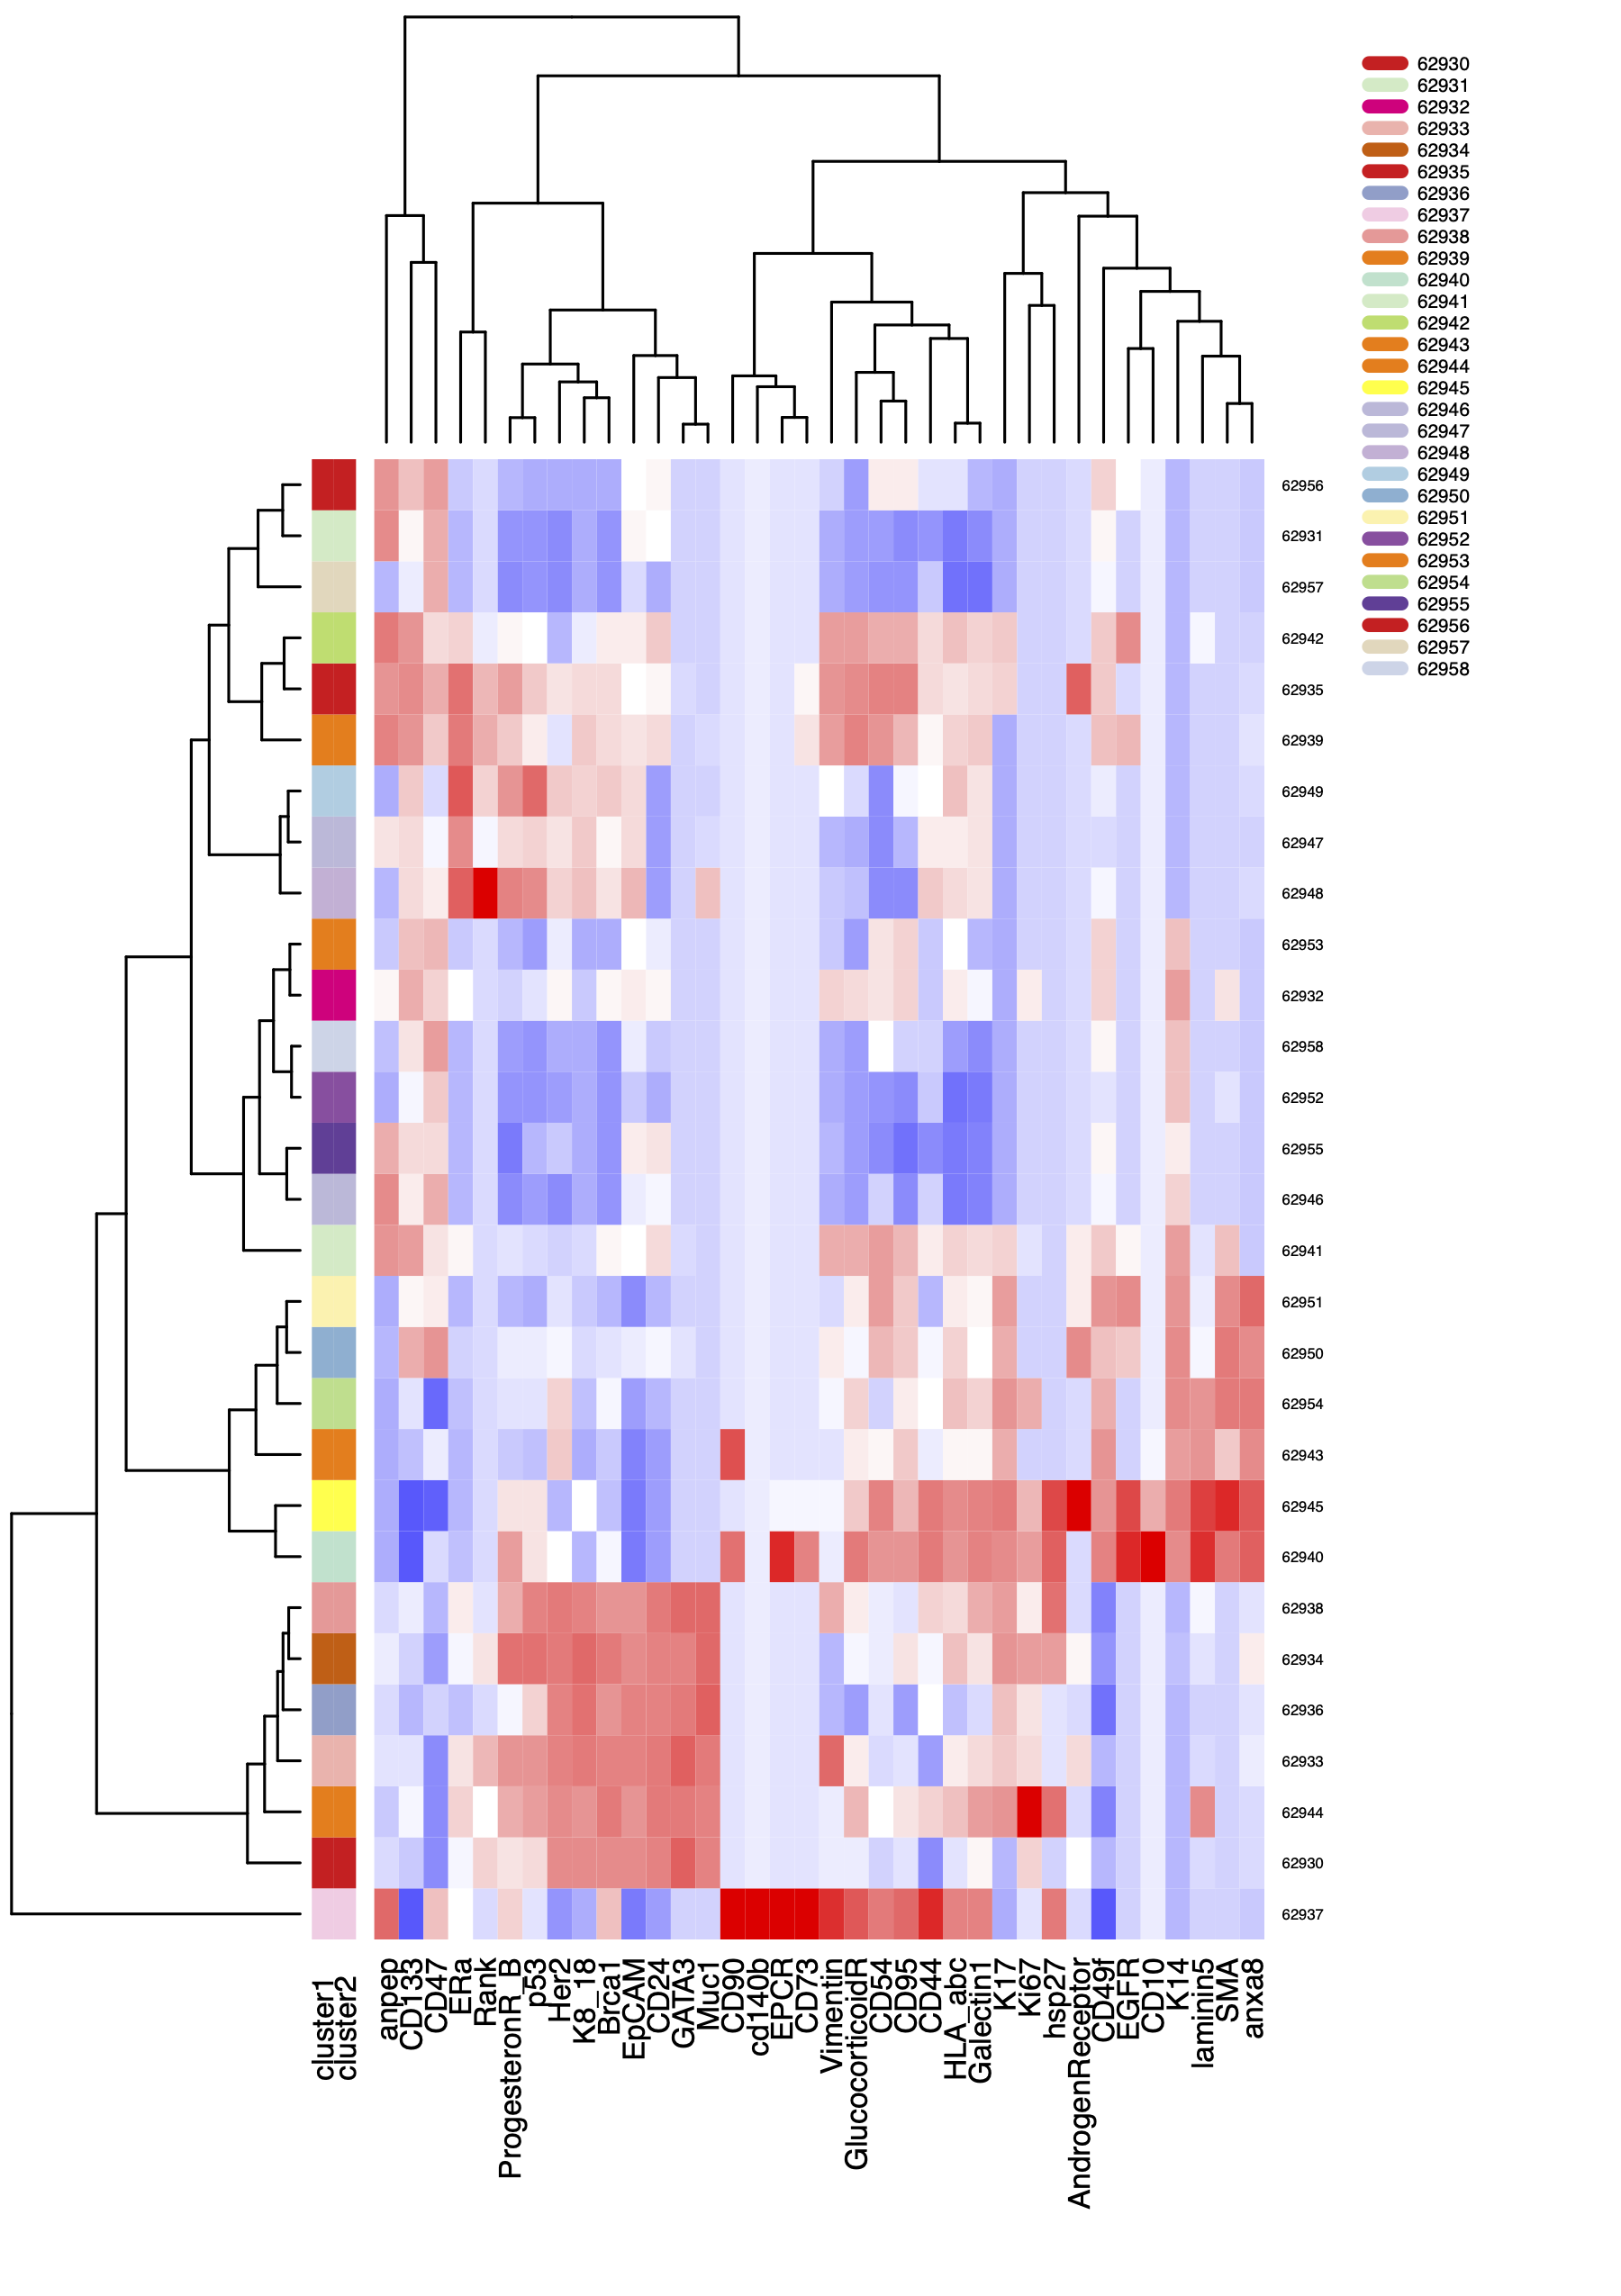 62930
62931
62932
62933
62934
62935
62936
62937
62938
62939
62940
62941
62942
62943
62944
62945
62946
62947
62948
62949
62950
62951
62952
62953
62954
62955
62956
62957
62958
62956
62931
62957
62942
62935
62939
62949
62947
62948
62953
62932
62958
62952
62955
62946
62941
62951
62950
62954
62943
62945
62940
62938
62934
62936
62933
62944
62930
62937
cluster1
cluster2
anpep
CD133
CD47
ERa
Rank
ProgesteronR_B
p53
Her2
K8_18
Brca1
EpCAM
CD24
GATA3
Muc1
CD90
cd140b
EPCR
CD73
Vimentin
GlucocorticoidR
CD54
CD95
CD44
HLA_abc
Galectin1
K17
Ki67
hsp27
AndrogenReceptor
CD49f
EGFR
CD10
K14
laminin5
SMA
anxa8